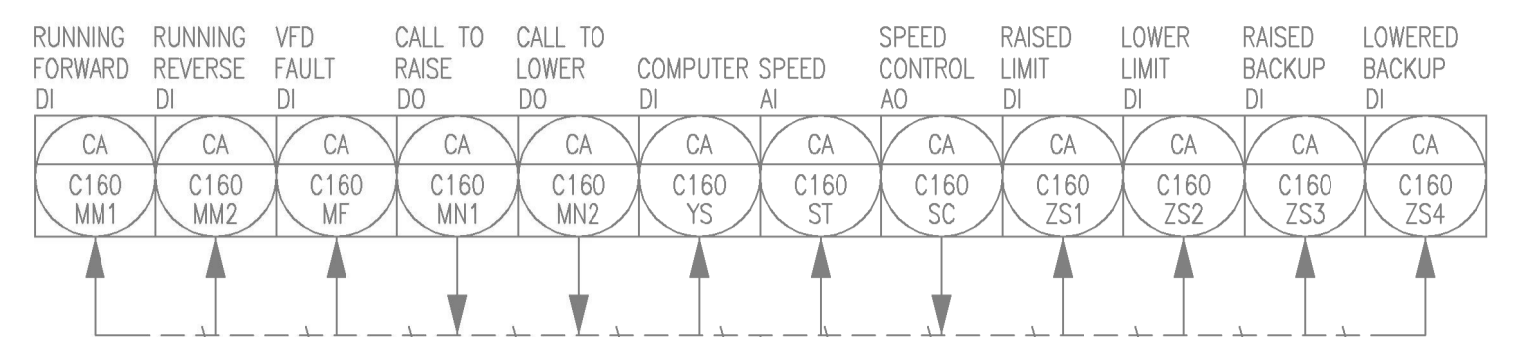 RUNNING FORWARD DI
RUNNING REVERSE DI
VFD FAULT DI
CALL TO RAISE DO
CALL TO LOWER DO
COMPUTER DI
SPEED AI
SPEED CONTROL AO
RAISED LIMIT DI
LOWER LIMIT DI
RAISED BACKUP DI
LOWERED BACKUP DI
CA CA CA CA CA CA CA CA CA CA CA CA
C160 C160 C160 C160 C160 C160 C160 C160 C160 C160 C160 C160
MM1 MM2 MF MN1 MN2 YS ST SC ZS1 ZS2 ZS3 ZS4